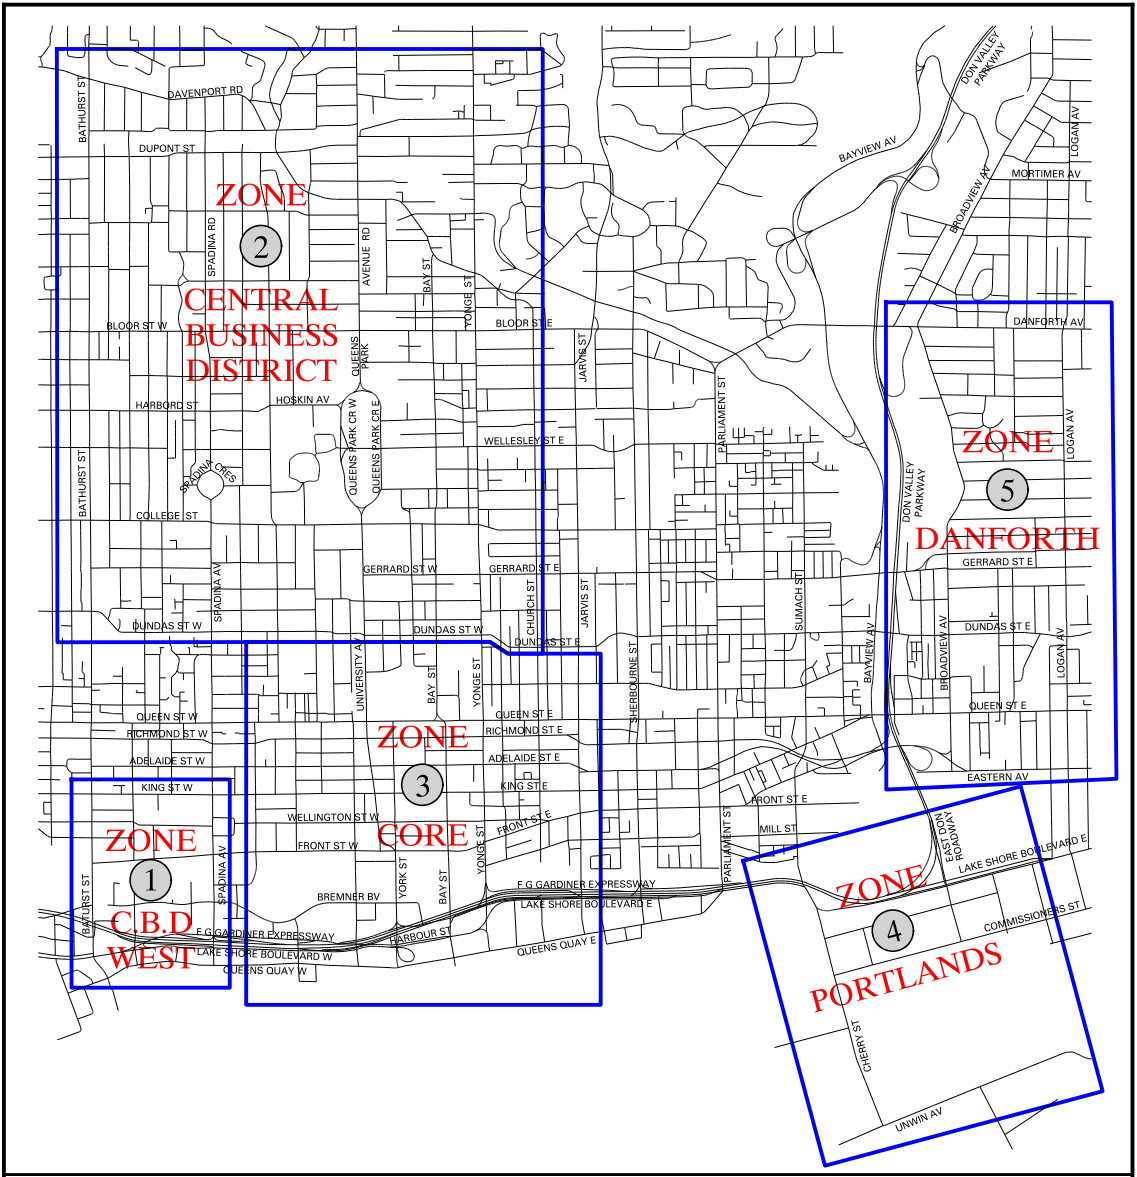 DON VALLEY
PARKWAY
BATHURST ST
DAVENPORT RD
LOGAN AV
DUPONT ST
BAYVIEW AV
MORTIMER AV
BROADVIEW AV
ZONE
2
SPADINA RD
AVENUE RD
BAY ST
YONGE ST
CENTRAL
BUSINESS
DISTRICT
BLOOR ST W
BLOOR ST E
DANFORTH AV
QUEENS
PARK
JARVIS ST
PARLIAMENT ST
HARBORD ST
HOSKIN AV
QUEENS PARK CR W
QUEENS PARK CR E
WELLESLEY ST E
LOGAN AV
ZONE
5
DANFORTH
BATHURST ST
SPADINA CRES
DON VALLEY
PARKWAY
COLLEGE ST
GERRARD ST W
GERRARD ST E
GERRARD ST E
SPADINA AV
CHURCH ST
JARVIS ST
SUMACH ST
DUNDAS ST W
DUNDAS ST W
DUNDAS ST E
DUNDAS ST E
UNIVERSITY AV
BAY ST
YONGE ST
SHERBOURNE ST
BAYVIEW AV
BROADVIEW AV
LOGAN AV
QUEEN ST W
QUEEN ST E
QUEEN ST E
RICHMOND ST W
RICHMOND ST E
ZONE
3
CORE
ADELAIDE ST W
ADELAIDE ST E
KING ST W
KING ST E
EASTERN AV
WELLINGTON ST W
FRONT ST E
FRONT ST E
MILL ST
PARLIAMENT ST
EAST DON
ROADWAY
ZONE
1
C.B.D
WEST
FRONT ST W
SPADINA AV
BATHURST ST
YORK ST
BAY ST
YONGE ST
LAKE SHORE BOULEVARD E
BREMNER BV
F G GARDINER EXPRESSWAY
LAKE SHORE BOULEVARD E
ZONE
4
PORTLANDS
COMMISSIONERS ST
F G GARDINER EXPRESSWAY
HARBOUR ST
LAKE SHORE BOULEVARD W
QUEENS QUAY E
QUEENS QUAY W
CHERRY ST
UNWIN AV